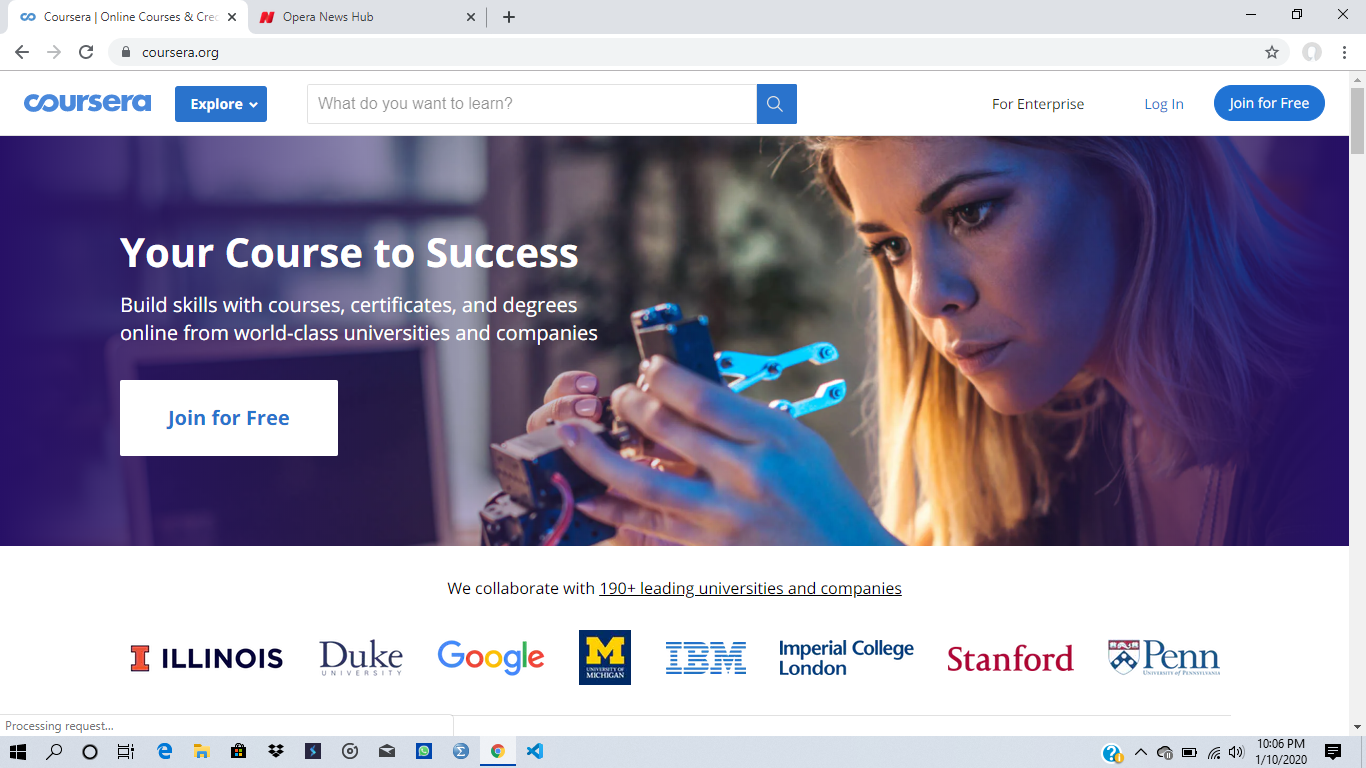 Coursera | Online Courses & Cre
Opera News Hub
coursera.org
coursera
Explore
What do you want to learn?
For Enterprise
Log In
Join for Free
Your Course to Success
Build skills with courses, certificates, and degrees
online from world-class universities and companies
Join for Free
We collaborate with 190+ leading universities and companies
I ILLINOIS
Duke
UNIVERSITY
Google
M
UNIVERSITY OF
MICHIGAN
IBM
Imperial College
London
Stanford
Penn
UNIVERSITY OF PENNSYLVANIA
Processing request...
10:06 PM
1/10/2020